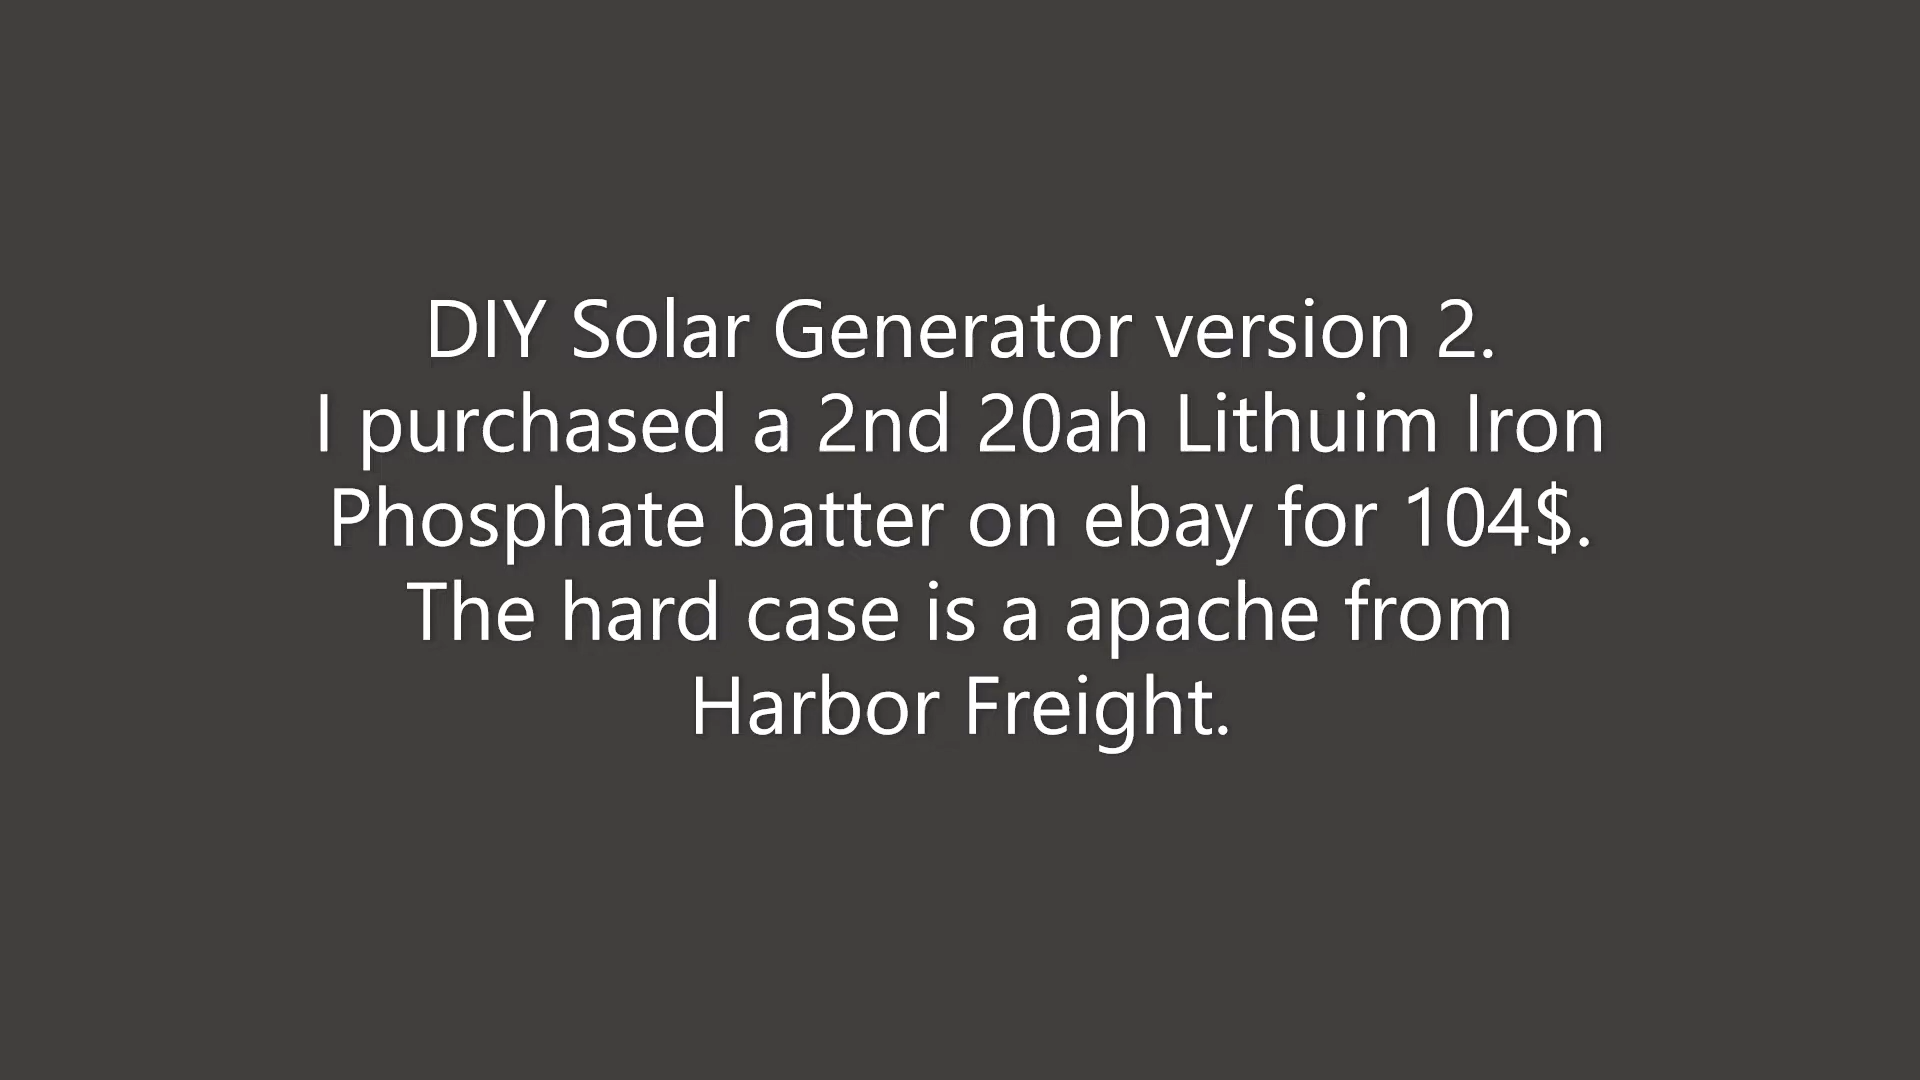 DIY Solar Generator version 2.
I purchased a 2nd 20ah Lithuim Iron
Phosphate batter on ebay for 104$.
The hard case is a apache from
Harbor Freight.